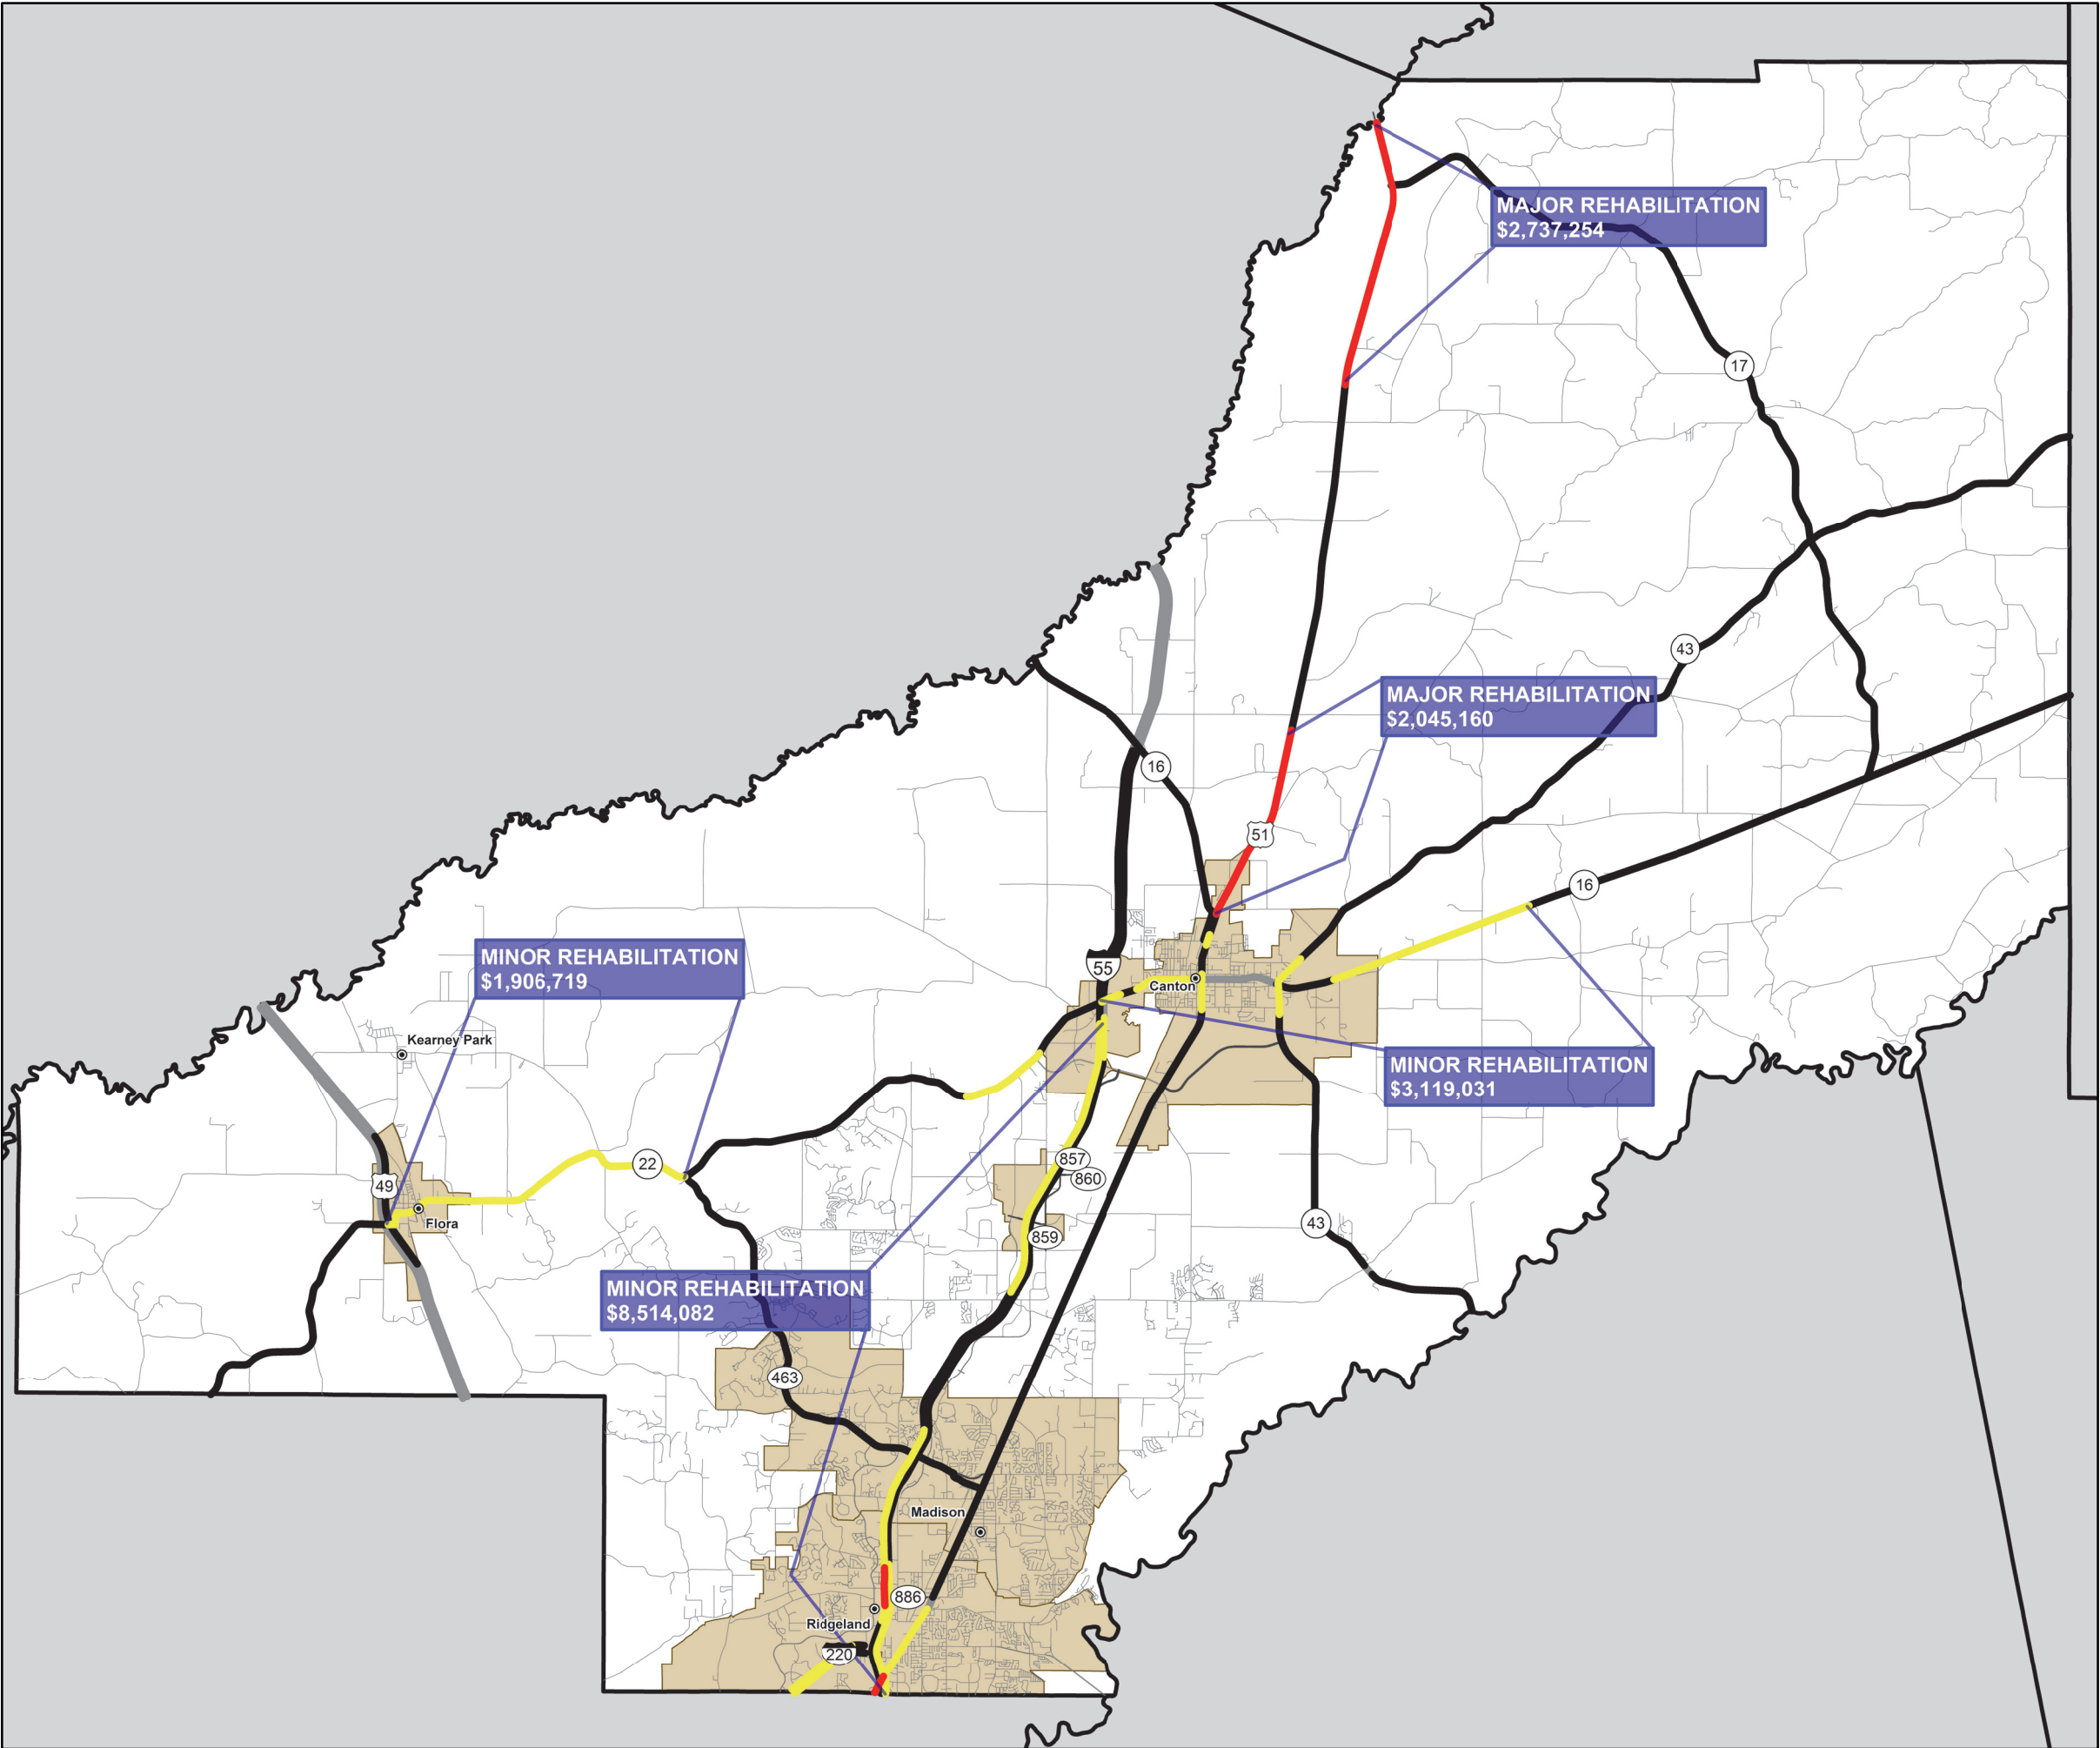 MAJOR REHABILITATION
$2,737,254
17
43
MAJOR REHABILITATION
$2,045,160
16
51
16
MINOR REHABILITATION
$1,906,719
55
Canton
Kearney Park
MINOR REHABILITATION
$3,119,031
22
857
860
49
Flora
43
859
MINOR REHABILITATION
$8,514,082
463
Madison
886
Ridgeland
220